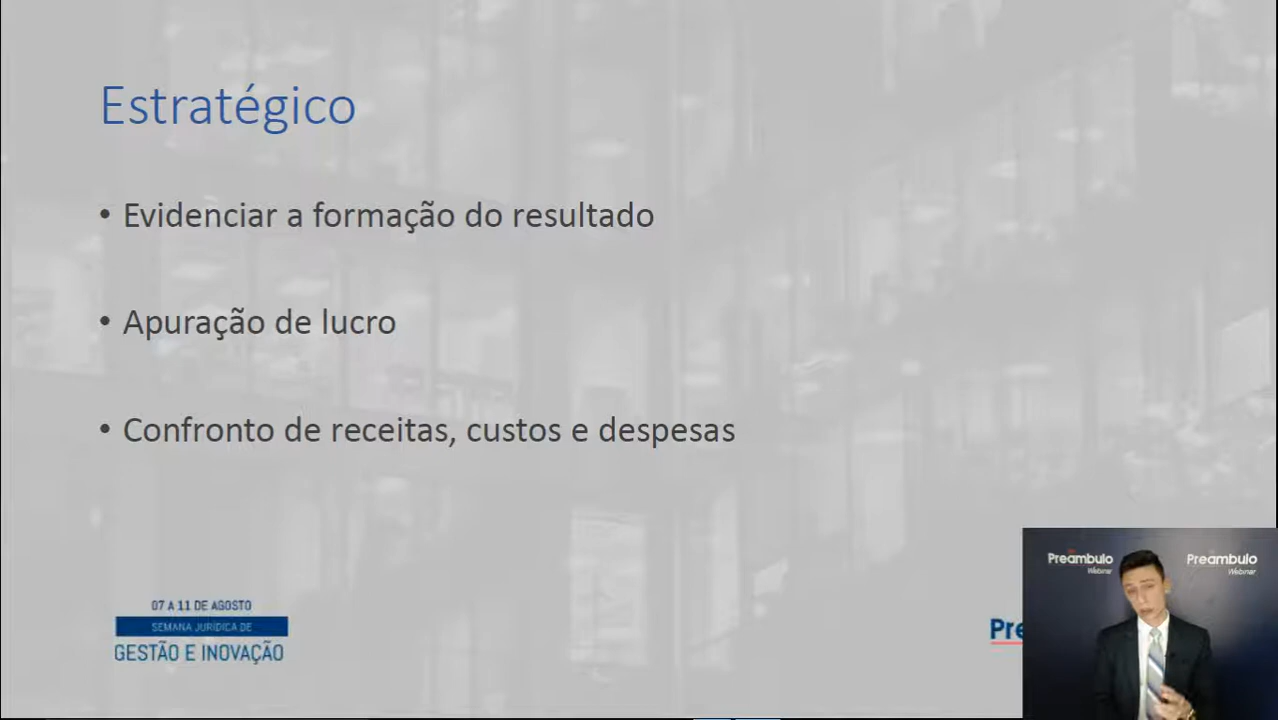 Estratégico
• Evidenciar a formação do resultado
• Apuração de lucro
• Confronto de receitas, custos e despesas
07 A 11 DE AGOSTO
SEMANA JURÍDICA DE
GESTÃO E INOVAÇÃO
Pre
Preambulo
Webinar
Preambulo
Webinar